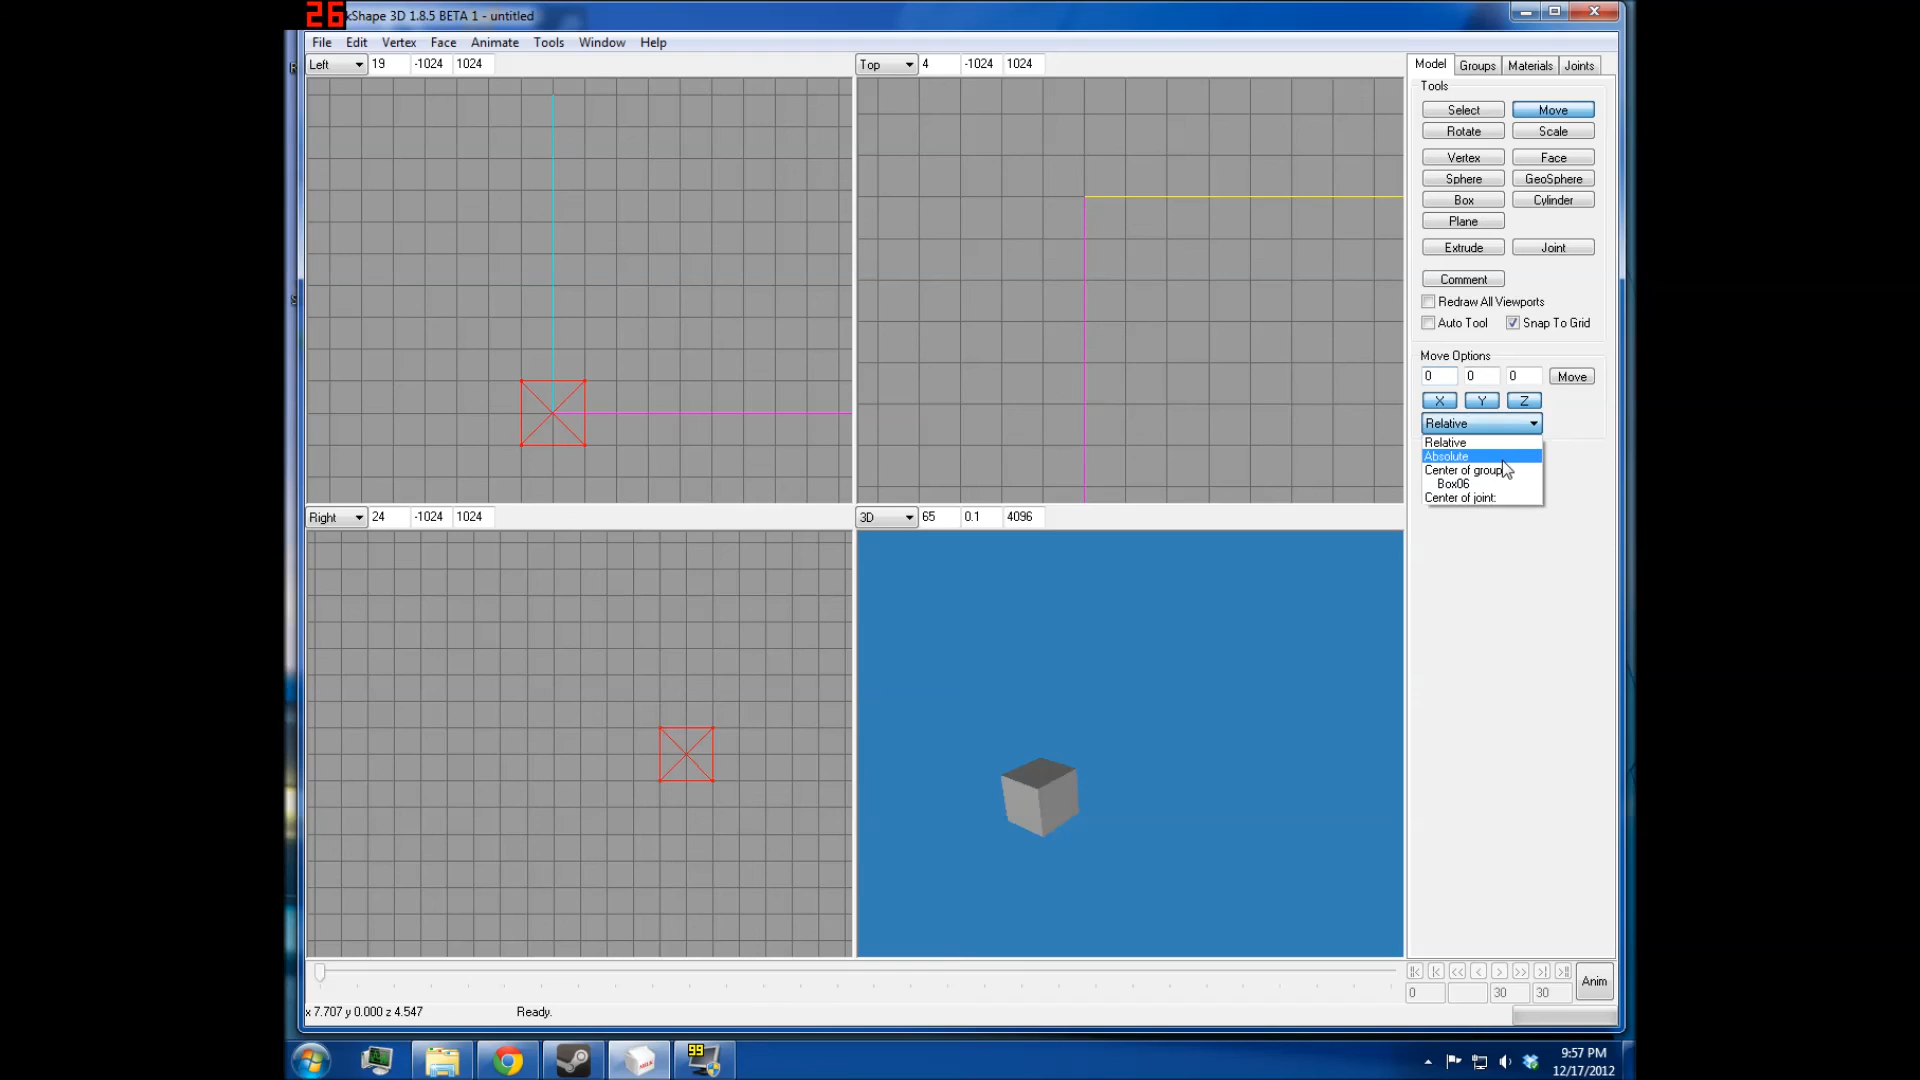 26
kShape 3D 1.8.5 BETA 1 - untitled
File Edit Vertex Face Animate Tools Window Help
Left 19 -1024 1024
Top 4 -1024 1024
Model Groups Materials Joints
Tools
Select Move
Rotate Scale
Vertex Face
Sphere GeoSphere
Box Cylinder
Plane
Extrude Joint
Comment
Redraw All Viewports
Auto Tool Snap To Grid
Move Options
0 0 0 Move
X Y Z
Relative
Relative
Absolute
Center of group
Box06
Center of joint:
Right 24 -1024 1024
3D 65 0.1 4096
Anim
0 30 30
x 7.707 y 0.000 z 4.547 Ready.
MILK
99
9:57 PM
12/17/2012